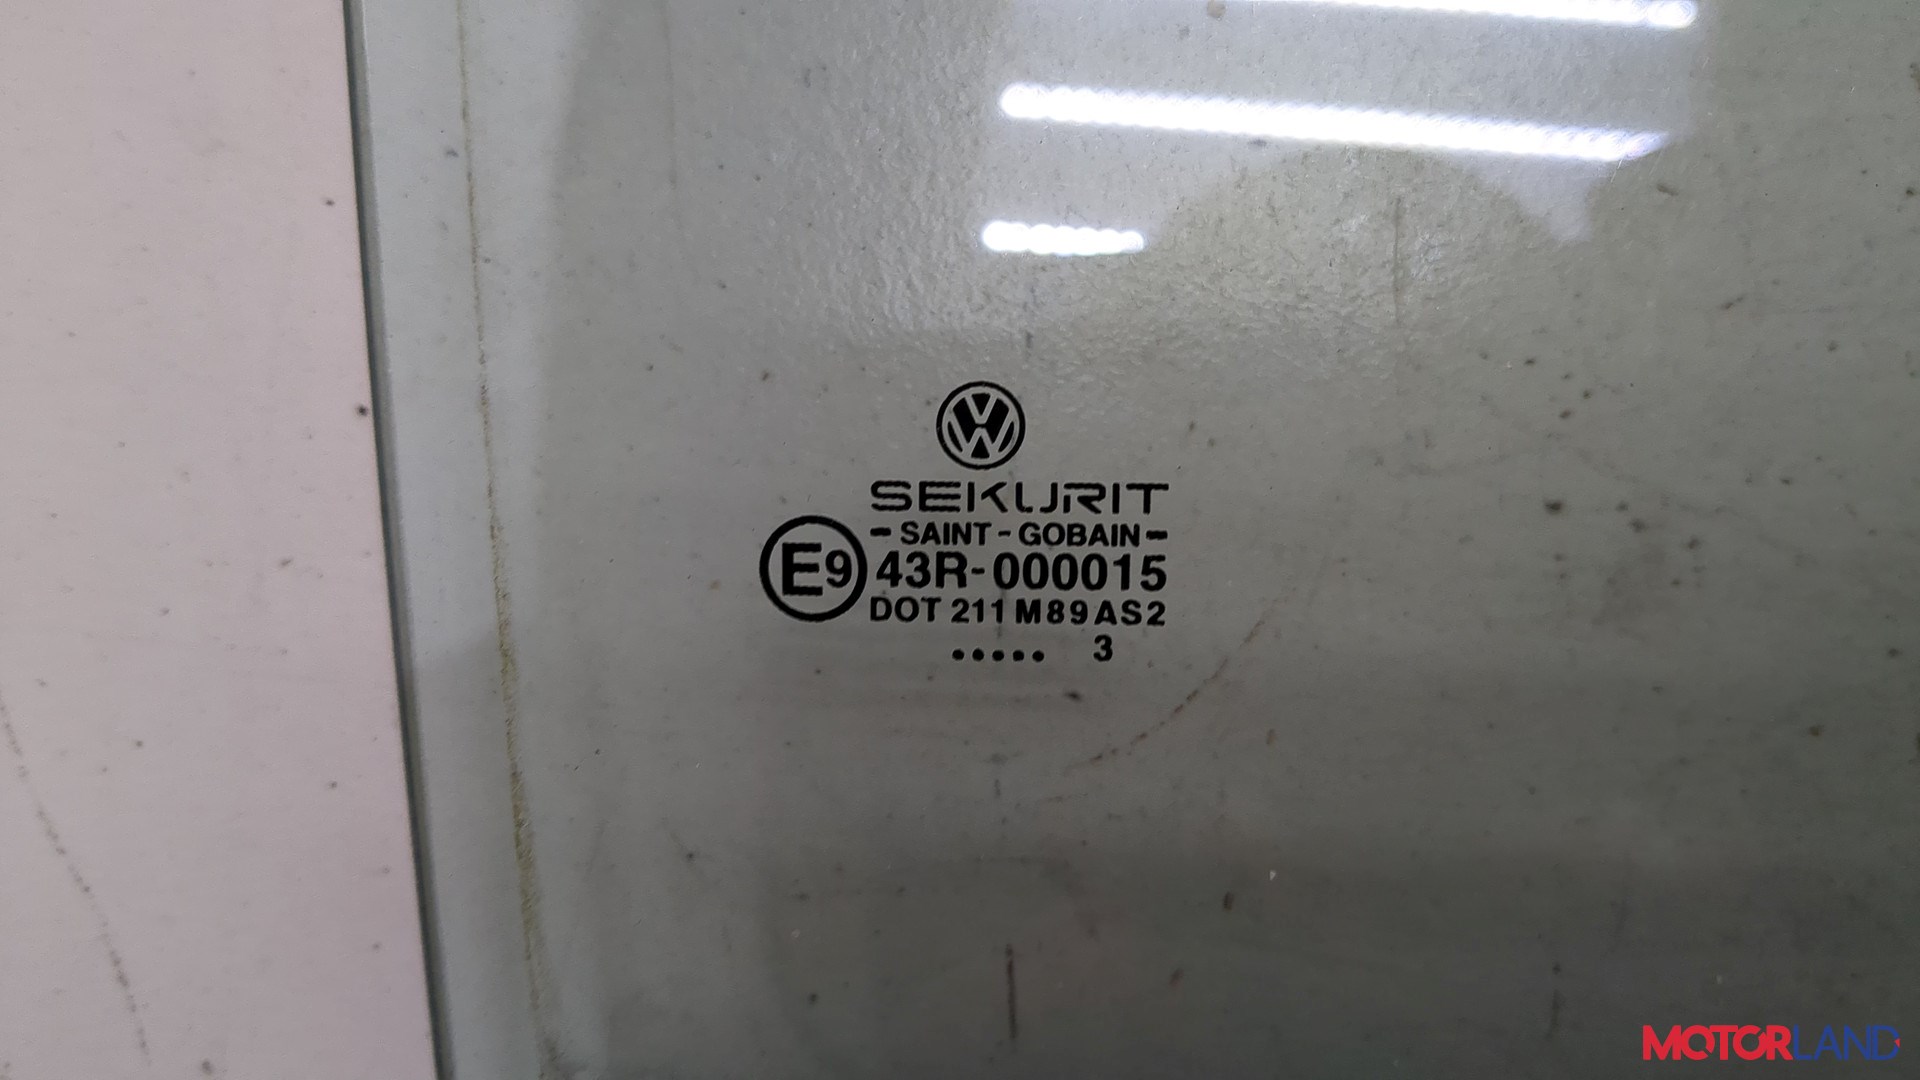 SEKURIT
- SAINT - GOBAIN -
E9 43R-000015
DOT 211 M89 AS2
..... 3
MOTORLAND